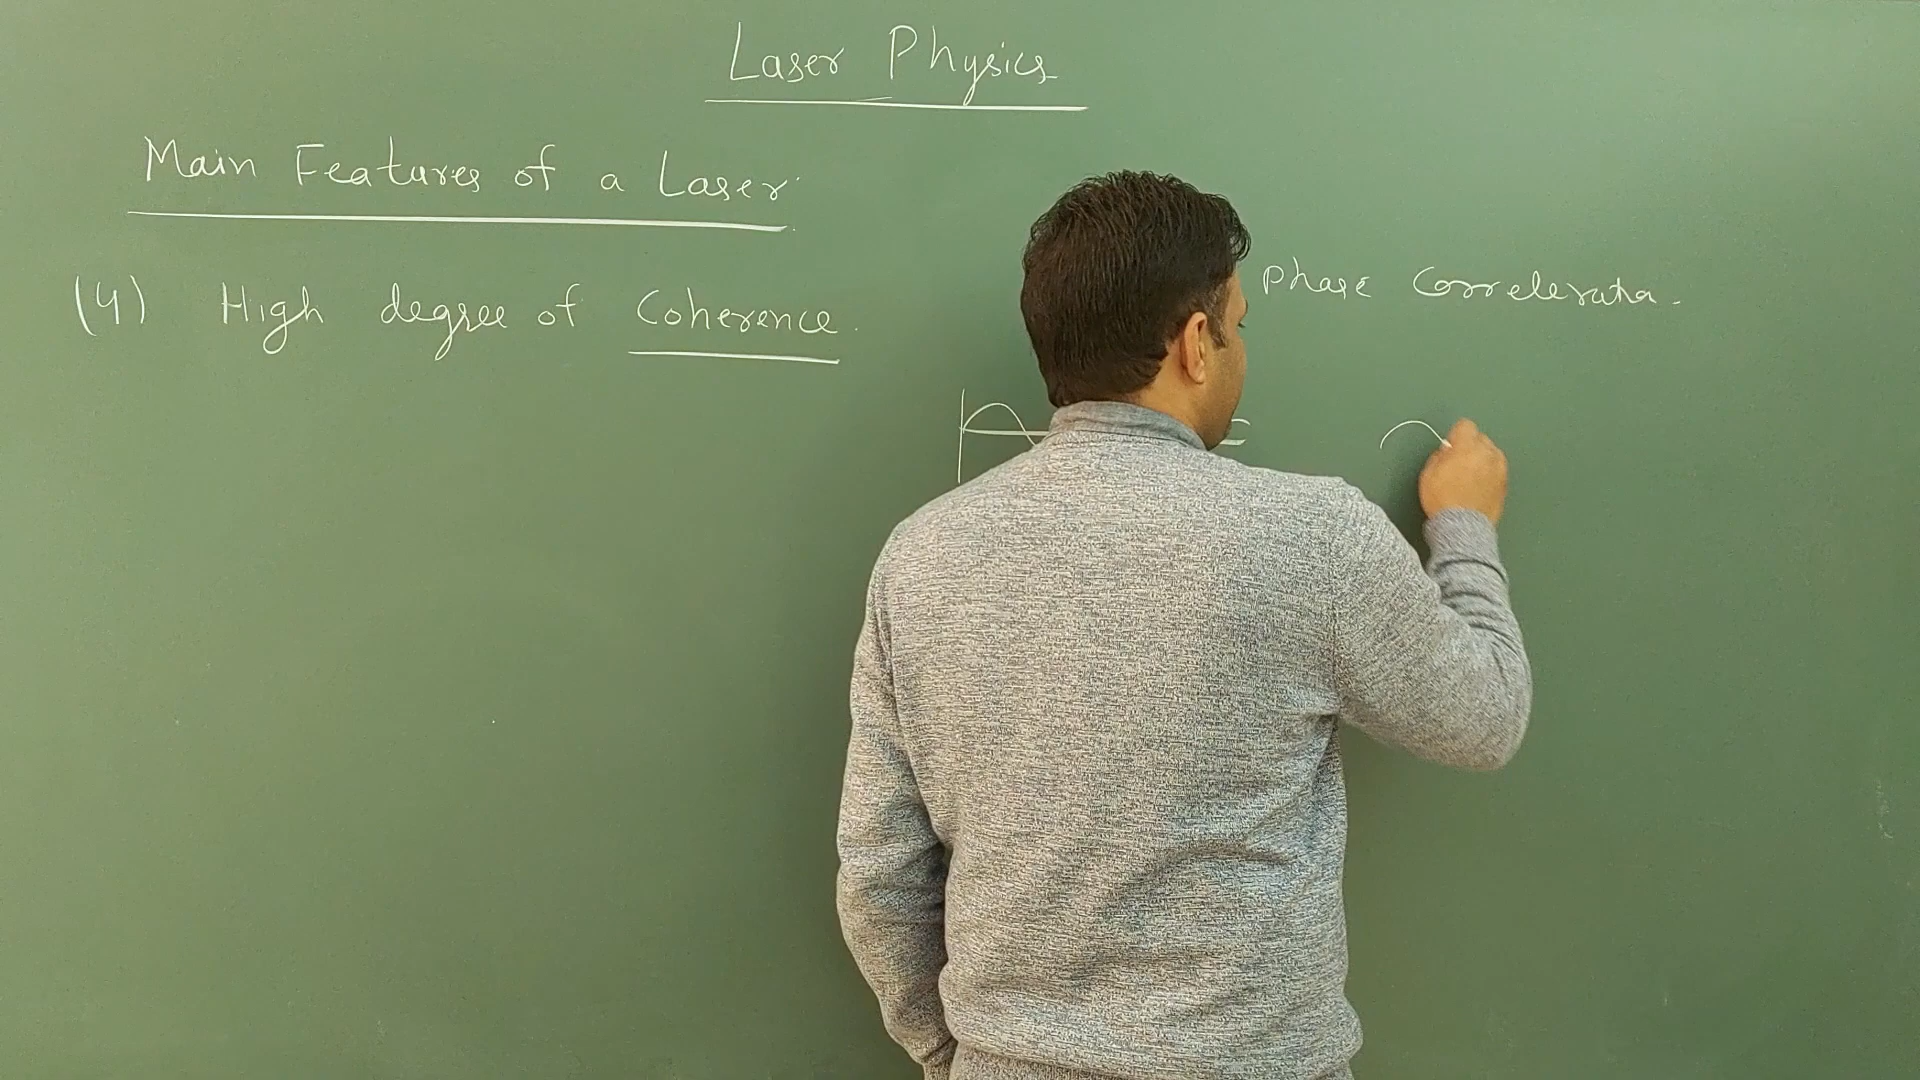 Laser Physics
Main Features of a Laser
(4) High degree of Coherence.
Phase